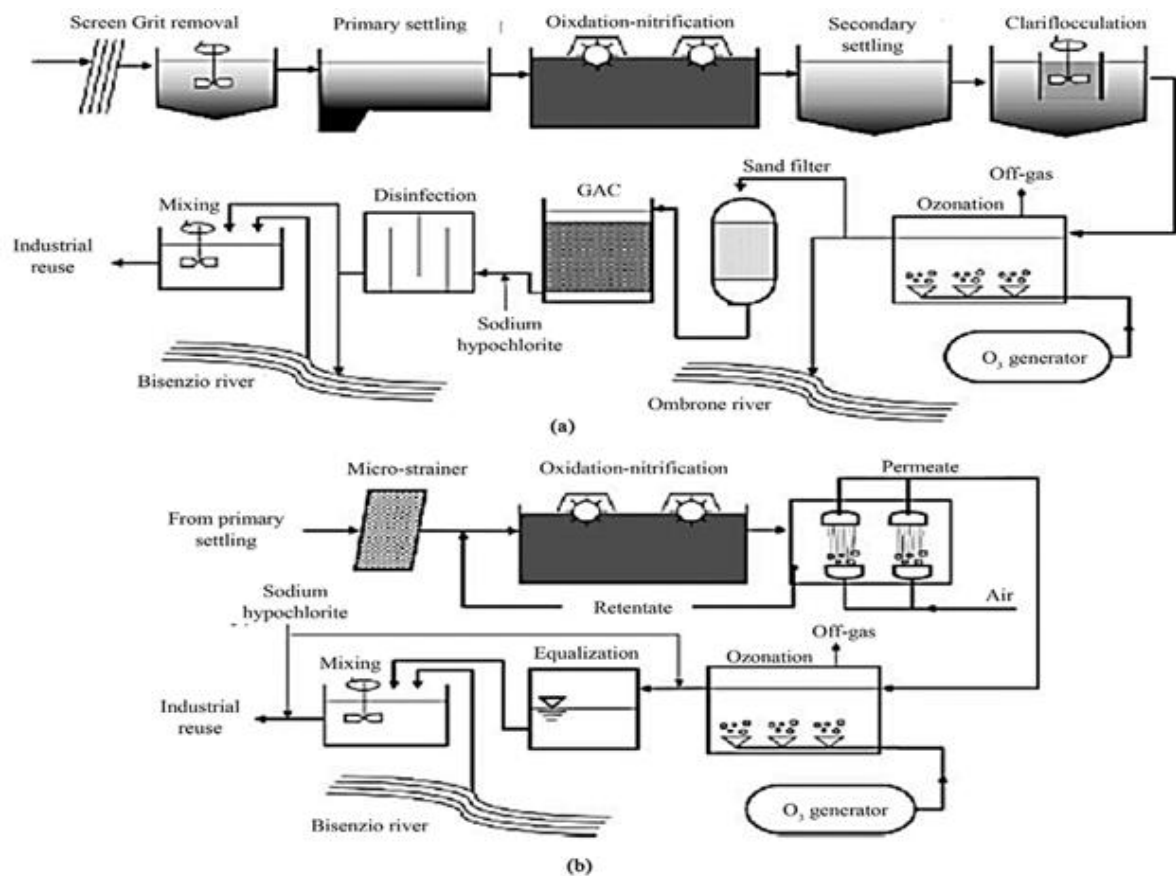 Screen Grit removal
Primary settling
Oixdation-nitrification
Secondary
settling
Clariflocculation
Off-gas
Ozonation
Sand filter
GAC
Disinfection
Mixing
Industrial
reuse
Sodium
hypochlorite
O3 generator
Bisenzio river
Ombrone river
(a)
Micro-strainer
Oxidation-nitrification
Permeate
From primary
settling
Retentate
Air
Sodium
hypochlorite
Off-gas
Mixing
Equalization
Ozonation
Industrial
reuse
O3 generator
Bisenzio river
(b)